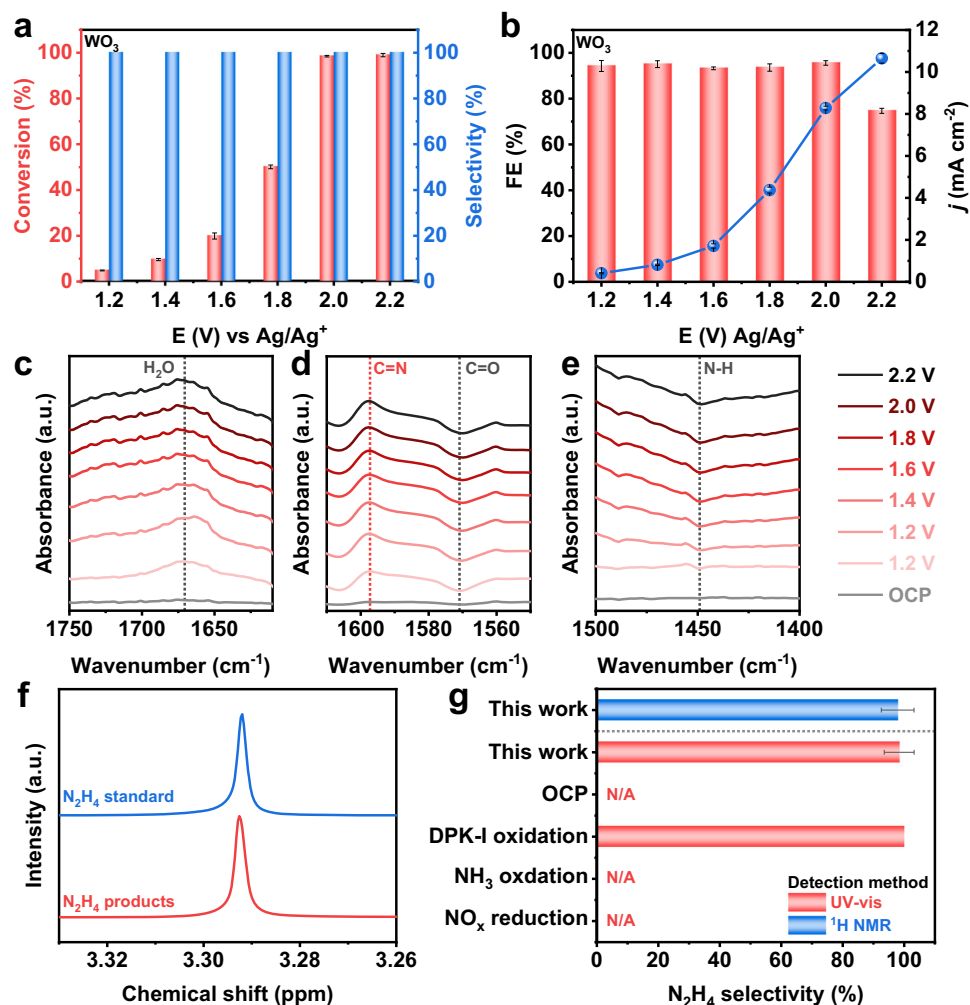 a
WO3
Conversion (%)
Selectivity (%)
100
80
60
40
20
0
100
80
60
40
20
0
1.2 1.4 1.6 1.8 2.0 2.2
E (V) vs Ag/Ag+
b
WO3
FE (%)
j (mA cm-2)
100
80
60
40
20
0
12
10
8
6
4
2
0
1.2 1.4 1.6 1.8 2.0 2.2
E (V) Ag/Ag+
c
H2O
Absorbance (a.u.)
1750 1700 1650
Wavenumber (cm-1)
d
C=N
C=O
Absorbance (a.u.)
1600 1580 1560
Wavenumber (cm-1)
e
N-H
Absorbance (a.u.)
1500 1450 1400
Wavenumber (cm-1)
2.2 V
2.0 V
1.8 V
1.6 V
1.4 V
1.2 V
1.2 V
OCP
f
Intensity (a.u.)
N2H4 standard
N2H4 products
3.32 3.30 3.28 3.26
Chemical shift (ppm)
g
This work
This work
OCP N/A
DPK-I oxidation
NH3 oxdation N/A
NOx reduction N/A
Detection method
UV-vis
1H NMR
0 20 40 60 80 100
N2H4 selectivity (%)